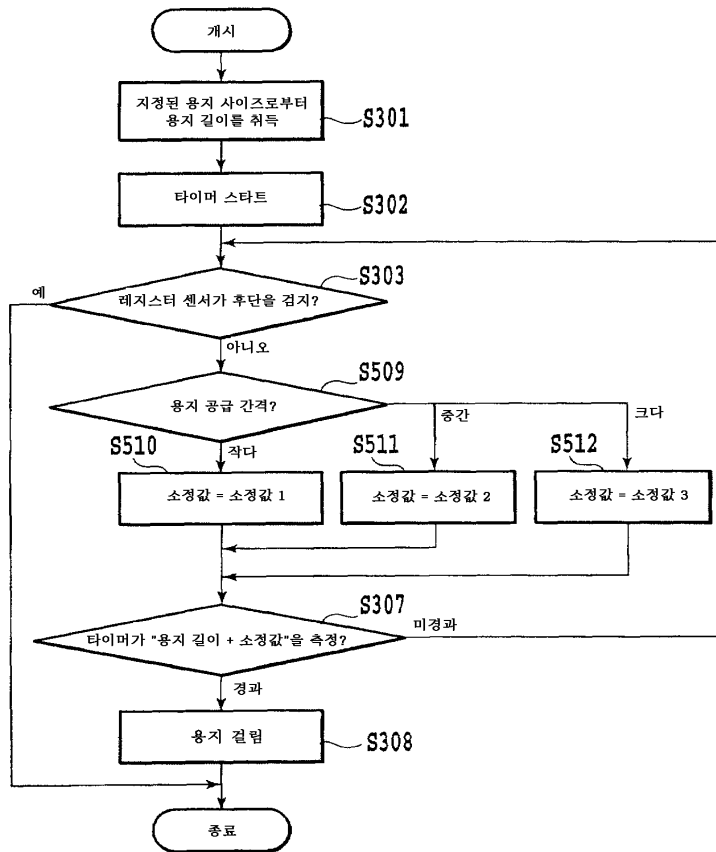 개시
지정된 용지 사이즈로부터
용지 길이를 취득
S301
타이머 스타트
S302
S303
예
레지스터 센서가 후단을 검지?
아니오
S509
용지 공급 간격?
중간
크다
작다
S510
S511
S512
소정값 = 소정값 1
소정값 = 소정값 2
소정값 = 소정값 3
S307
타이머가 "용지 길이 + 소정값"을 측정?
미경과
경과
용지 걸림
S308
종료